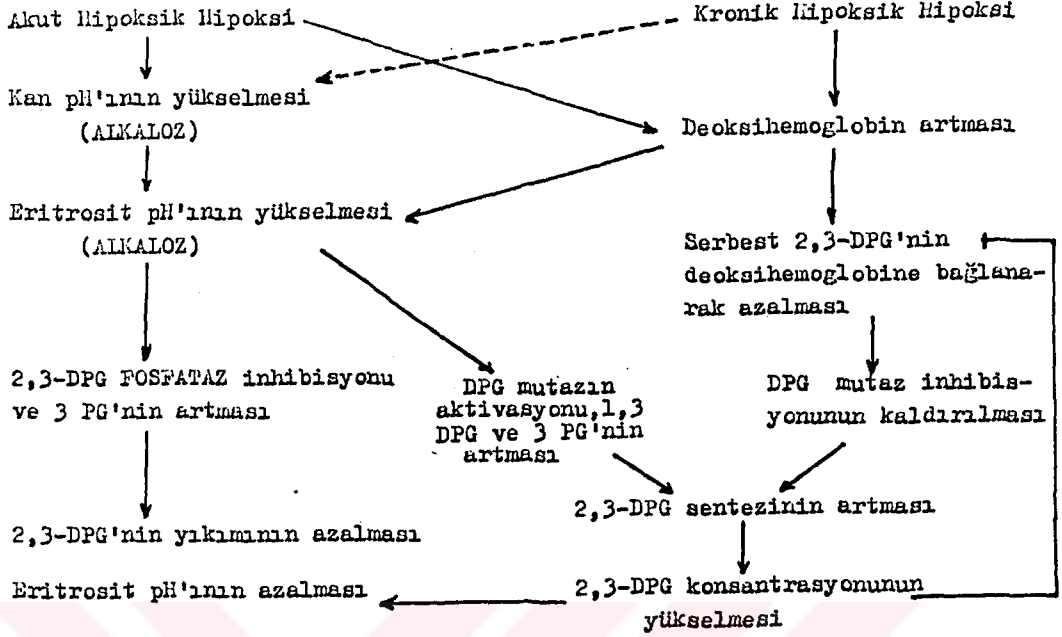 Akut Hipoksik Hipoksi
Kronik Hipoksik Hipoksi
Kan pH'ının yükselmesi
(ALKALOZ)
Deoksihemoglobin artması
Eritrosit pH'ının yükselmesi
(ALKALOZ)
Serbest 2,3-DPG'nin
deoksihemoglobine bağlana-
rak azalması
2,3-DPG FOSFATAZ inhibisyonu
ve 3 PG'nin artması
DPG mutazın
aktivasyonu,1,3
DPG ve 3 PG'nin
artması
DPG mutaz inhibis-
yonunun kaldırılması
2,3-DPG sentezinin artması
2,3-DPG'nin yıkımının azalması
Eritrosit pH'ının azalması
2,3-DPG konsantrasyonunun
yükselmesi